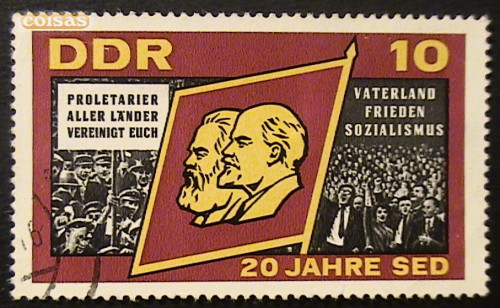 coisas
DDR 10
PROLETARIER
ALLER LÄNDER
VEREINIGT EUCH
VATERLAND
FRIEDEN
SOZIALISMUS
20 JAHRE SED